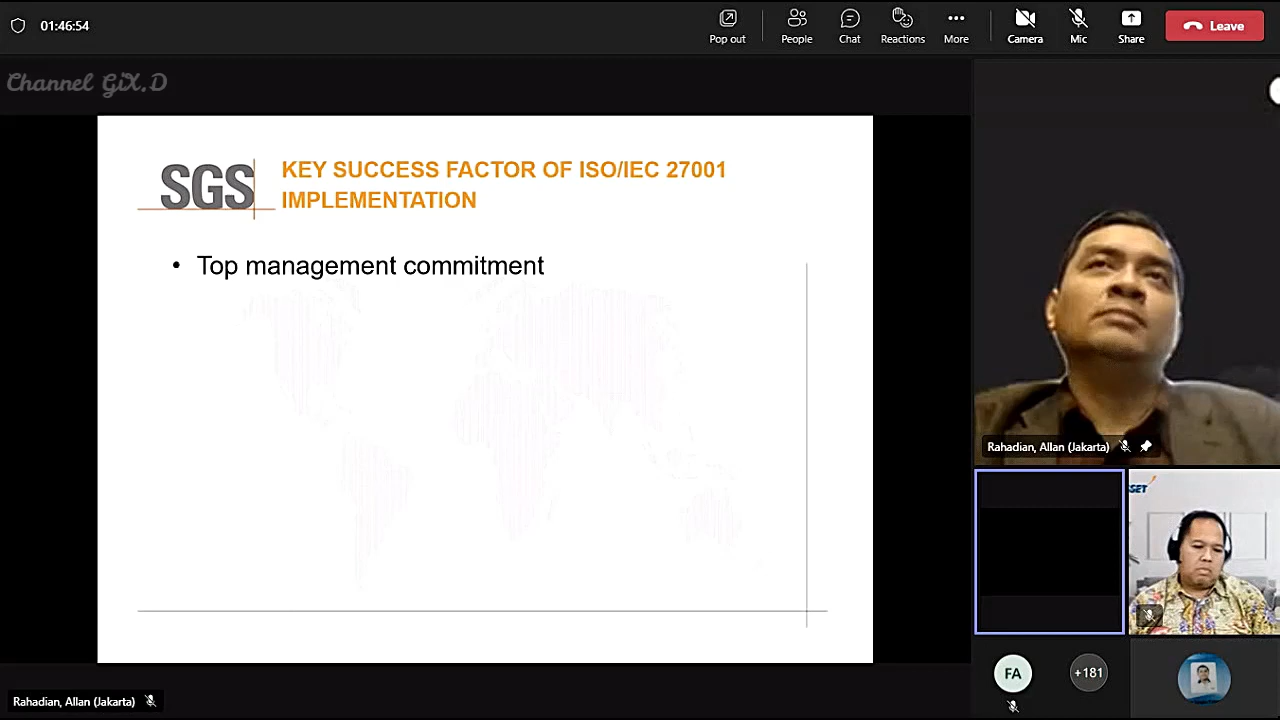 01:46:54
Pop out
People
Chat
Reactions
More
Camera
Mic
Share
Leave
Channel GiX.D
SGS
KEY SUCCESS FACTOR OF ISO/IEC 27001
IMPLEMENTATION
• Top management commitment
Rahadian, Allan (Jakarta)
SSET
FA
+181
Rahadian, Allan (Jakarta)